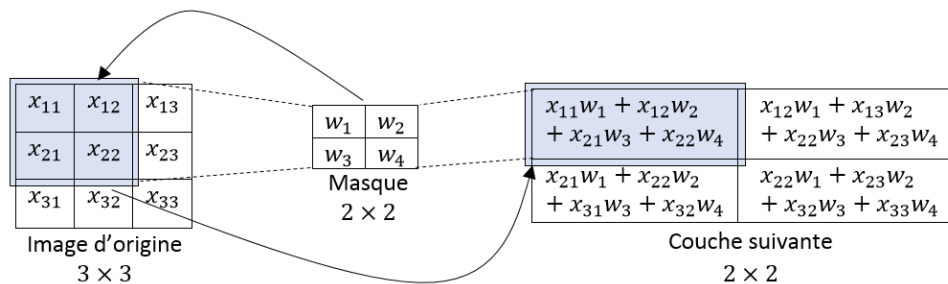 x₁₁ x₁₂ x₁₃
x₂₁ x₂₂ x₂₃
x₃₁ x₃₂ x₃₃
Image d'origine
3 × 3
w₁ w₂
w₃ w₄
Masque
2 × 2
x₁₁w₁ + x₁₂w₂
+ x₂₁w₃ + x₂₂w₄
x₁₂w₁ + x₁₃w₂
+ x₂₂w₃ + x₂₃w₄
x₂₁w₁ + x₂₂w₂
+ x₃₁w₃ + x₃₂w₄
x₂₂w₁ + x₂₃w₂
+ x₃₂w₃ + x₃₃w₄
Couche suivante
2 × 2